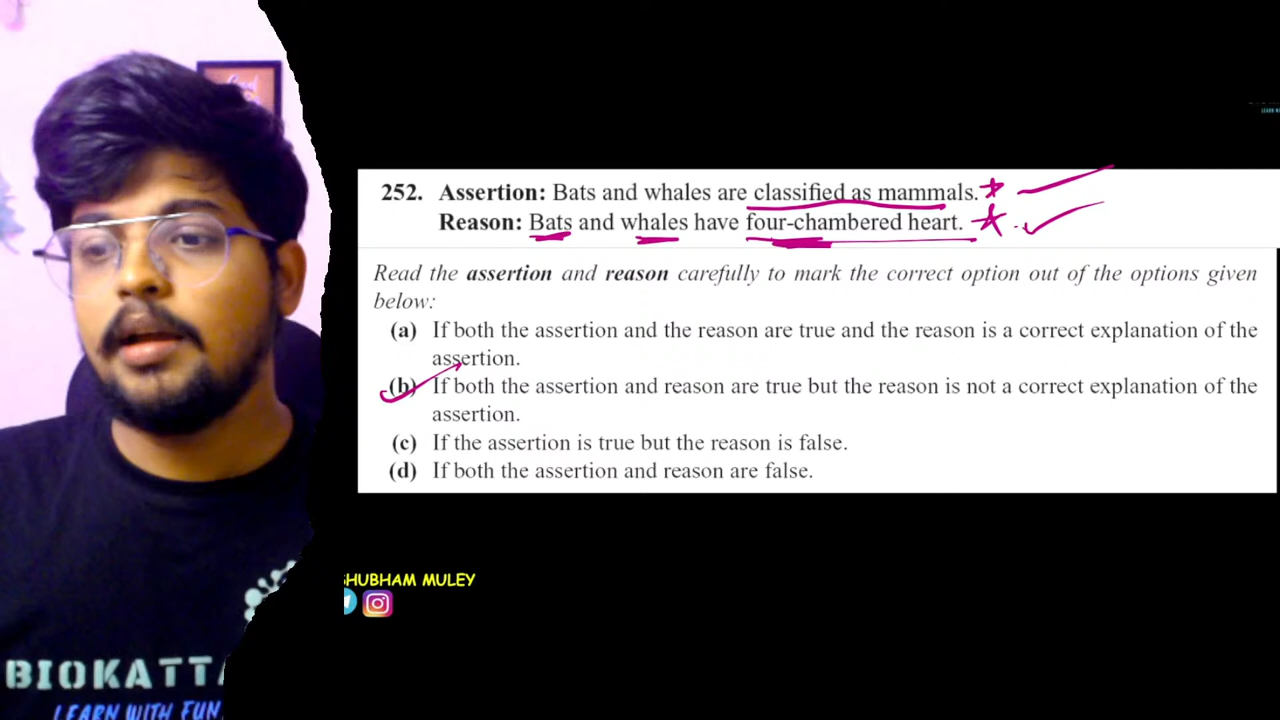 252. Assertion: Bats and whales are classified as mammals.
Reason: Bats and whales have four-chambered heart.
Read the assertion and reason carefully to mark the correct option out of the options given
below:
(a) If both the assertion and the reason are true and the reason is a correct explanation of the
assertion.
(b) If both the assertion and reason are true but the reason is not a correct explanation of the
assertion.
(c) If the assertion is true but the reason is false.
(d) If both the assertion and reason are false.
SHUBHAM MULEY
BIOKATTA
LEARN WITH FUN